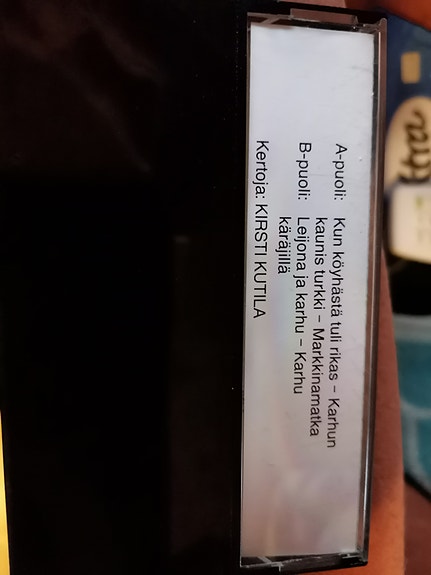 A-puoli: Kun köyhästä tuli rikas – Karhun
kaunis turkki – Markkinamatka
B-puoli: Leijona ja karhu – Karhu
käräjillä
Kertoja: KIRSTI KUTILA